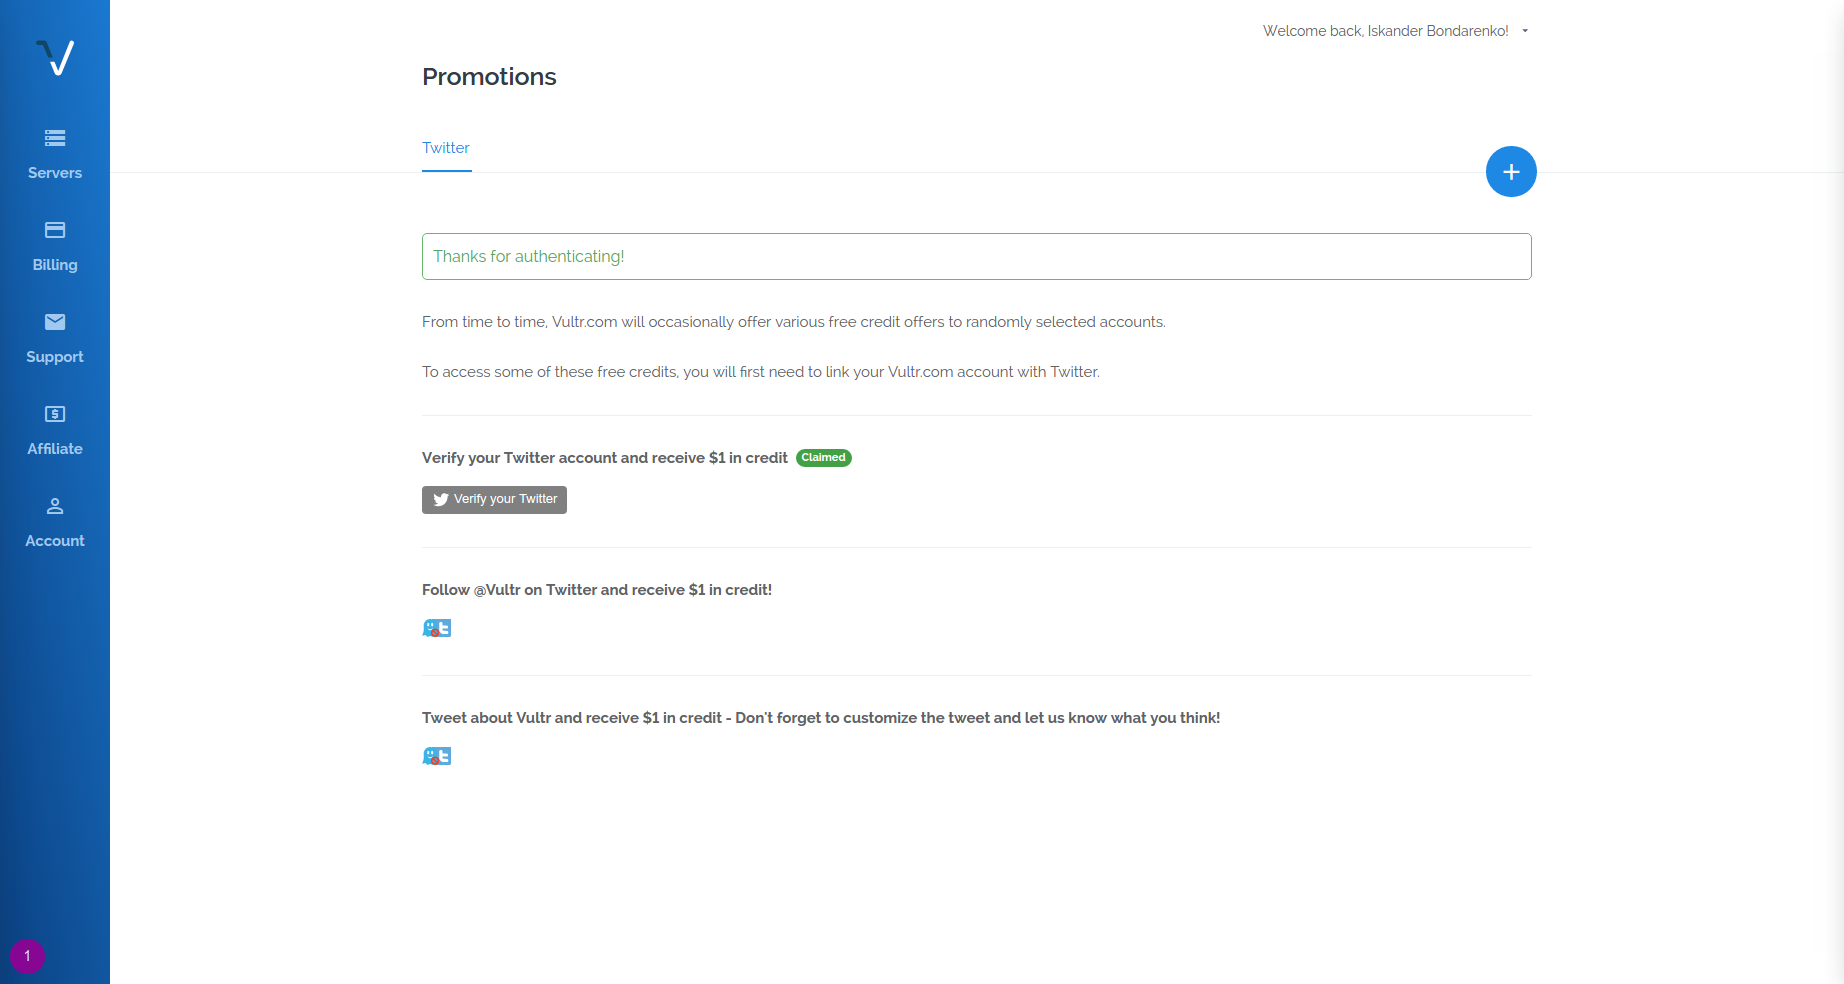 Welcome back, Iskander Bondarenko!
Promotions
Servers
Billing
Support
Affiliate
Account
1
Twitter
+
Thanks for authenticating!
From time to time, Vultr.com will occasionally offer various free credit offers to randomly selected accounts.
To access some of these free credits, you will first need to link your Vultr.com account with Twitter.
Verify your Twitter account and receive $1 in credit Claimed
Verify your Twitter
Follow @Vultr on Twitter and receive $1 in credit!
Tweet about Vultr and receive $1 in credit - Don't forget to customize the tweet and let us know what you think!